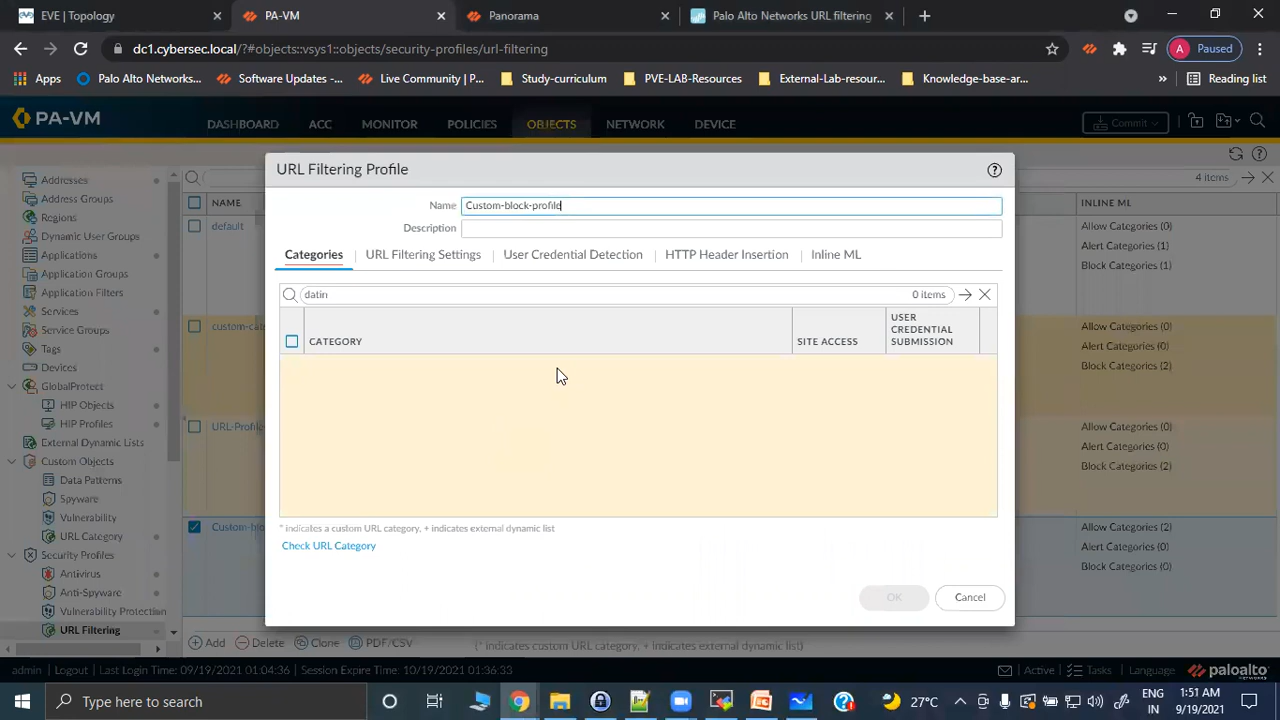 EVE | Topology
PA-VM
Panorama
Palo Alto Networks URL filtering
dc1.cybersec.local/?#objects::vsys1::objects/security-profiles/url-filtering
A Paused
Apps
Palo Alto Networks...
Software Updates -...
Live Community | P...
Study-curriculum
PVE-LAB-Resources
External-Lab-resour...
Knowledge-base-ar...
»
Reading list
PA-VM
DASHBOARD
ACC
MONITOR
POLICIES
OBJECTS
NETWORK
DEVICE
Commit
Addresses
Address Groups
Regions
Dynamic User Groups
Applications
Application Groups
Application Filters
Services
Service Groups
Tags
Devices
GlobalProtect
HIP Objects
HIP Profiles
External Dynamic Lists
Custom Objects
Data Patterns
Spyware
Vulnerability
URL Category
Security Profiles
Antivirus
Anti-Spyware
Vulnerability Protection
URL Filtering
4 items
NAME
INLINE ML
default
Allow Categories (0)
Alert Categories (1)
Block Categories (1)
custom-cat
Allow Categories (0)
Alert Categories (0)
Block Categories (2)
URL-Profile
Allow Categories (0)
Alert Categories (0)
Block Categories (2)
Custom-blo
Allow Categories (2)
Alert Categories (0)
Block Categories (0)
URL Filtering Profile
Name
Custom-block-profile
Description
Categories
URL Filtering Settings
User Credential Detection
HTTP Header Insertion
Inline ML
datin
0 items
CATEGORY
SITE ACCESS
USER
CREDENTIAL
SUBMISSION
* indicates a custom URL category, + indicates external dynamic list
Check URL Category
OK
Cancel
Add
Delete
Clone
PDF/CSV
(* indicates custom URL category, + indicates external dynamic list)
admin | Logout | Last Login Time: 09/19/2021 01:04:36 | Session Expire Time: 10/19/2021 01:36:33
Active
Tasks
Language
paloalto
NETWORKS
Type here to search
27°C
ENG
IN
1:51 AM
9/19/2021